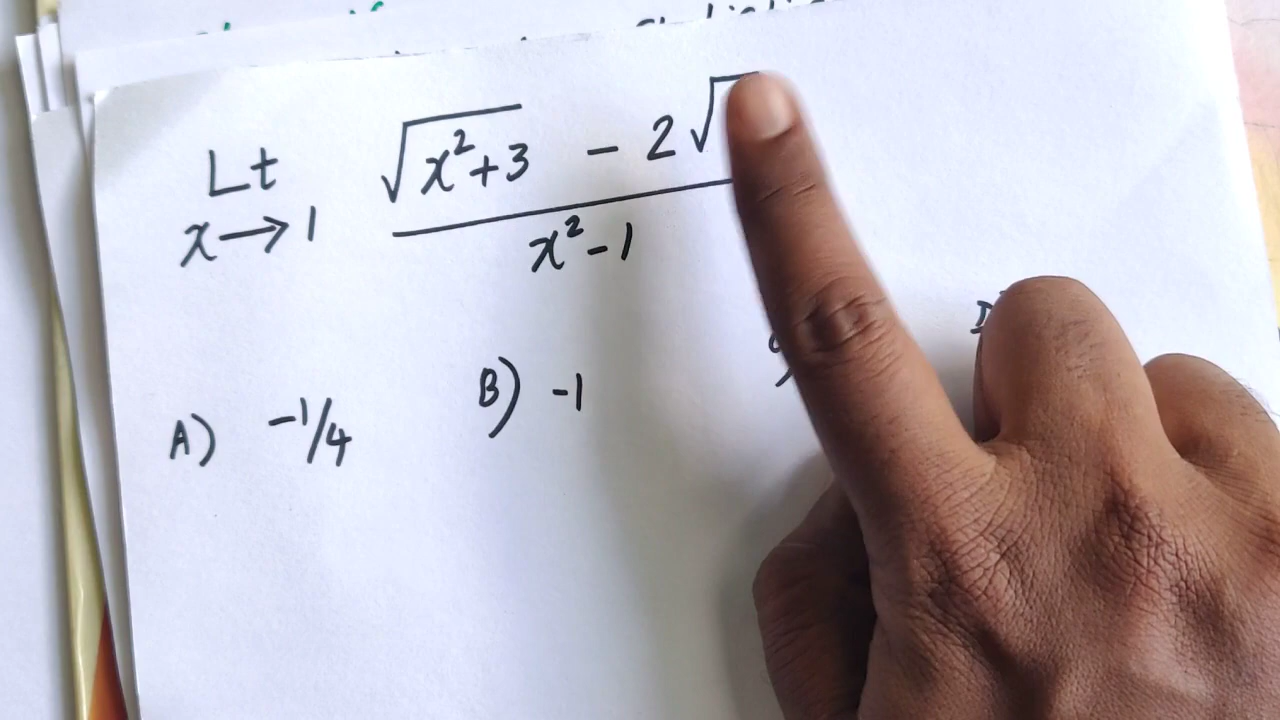 Lt x→1 √(x²+3) − 2√
x² − 1
A) -1/4 B) -1